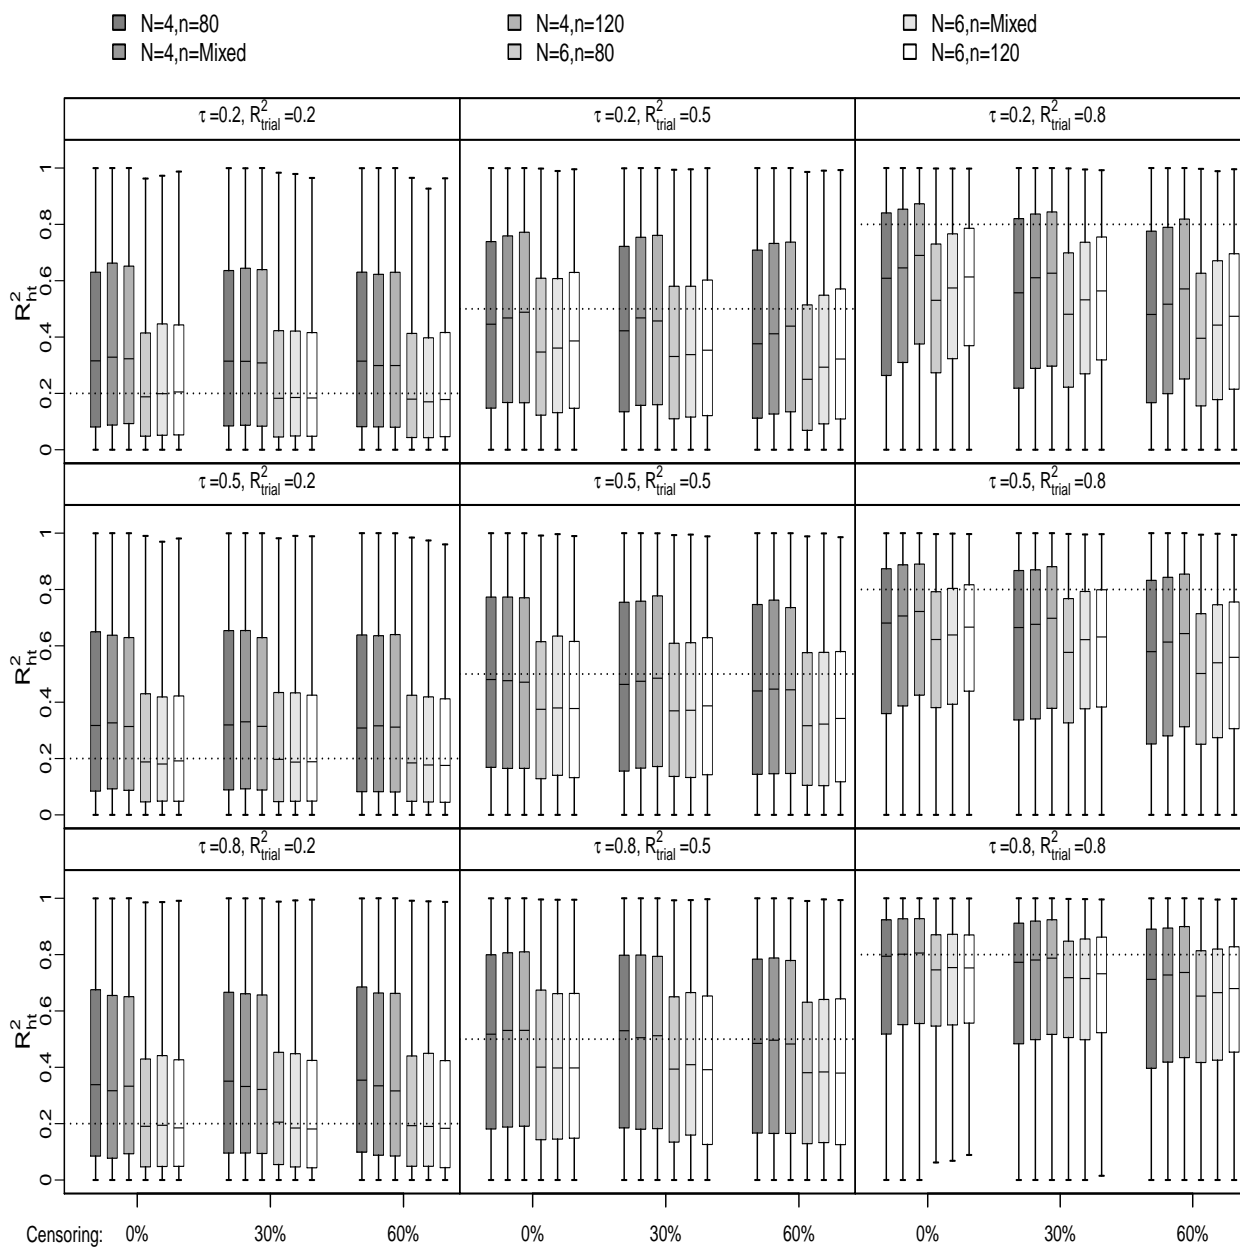 N=4,n=80 N=4,n=120 N=6,n=Mixed
N=4,n=Mixed N=6,n=80 N=6,n=120
τ=0.2, R²trial =0.2 τ=0.2, R²trial =0.5 τ=0.2, R²trial =0.8
R²ht
1
0.8
0.6
0.4
0.2
0
τ=0.5, R²trial =0.2 τ=0.5, R²trial =0.5 τ=0.5, R²trial =0.8
R²ht
1
0.8
0.6
0.4
0.2
0
τ=0.8, R²trial =0.2 τ=0.8, R²trial =0.5 τ=0.8, R²trial =0.8
R²ht
1
0.8
0.6
0.4
0.2
0
Censoring: 0% 30% 60% 0% 30% 60% 0% 30% 60%